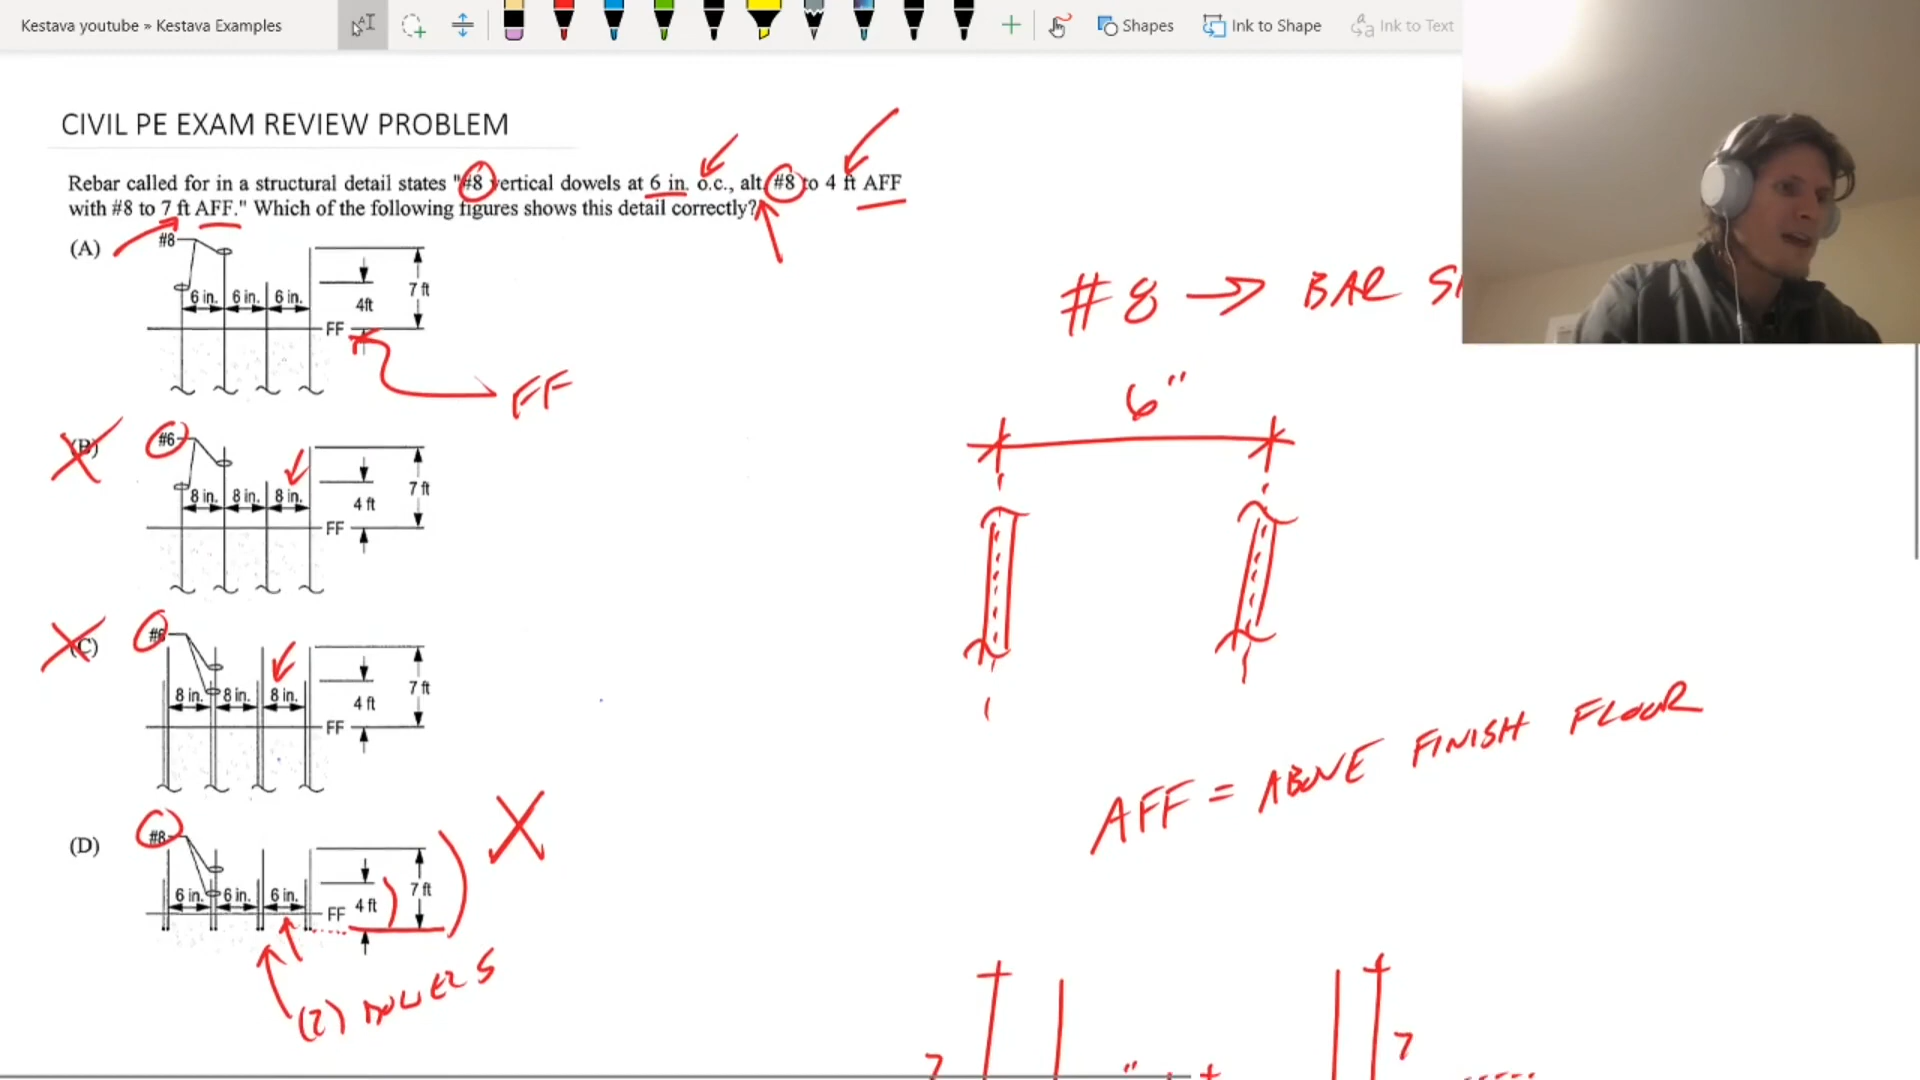 Kestava youtube » Kestava Examples
Shapes
Ink to Shape
Ink to Text
CIVIL PE EXAM REVIEW PROBLEM
Rebar called for in a structural detail states "#8 vertical dowels at 6 in. o.c., alt. #8 to 4 ft AFF
with #8 to 7 ft AFF." Which of the following figures shows this detail correctly?
(A)
#8
6 in. 6 in. 6 in.
4ft
7 ft
FF
FF
(B)
#6
8 in. 8 in. 8 in.
4 ft
7 ft
FF
(C)
8 in. 8 in. 8 in.
4 ft
7 ft
FF
(D)
#8
6 in. 6 in. 6 in.
4 ft
7 ft
FF
(2) DOWELS
#8 → BAR
6"
AFF = ABOVE FINISH FLOOR
7
7